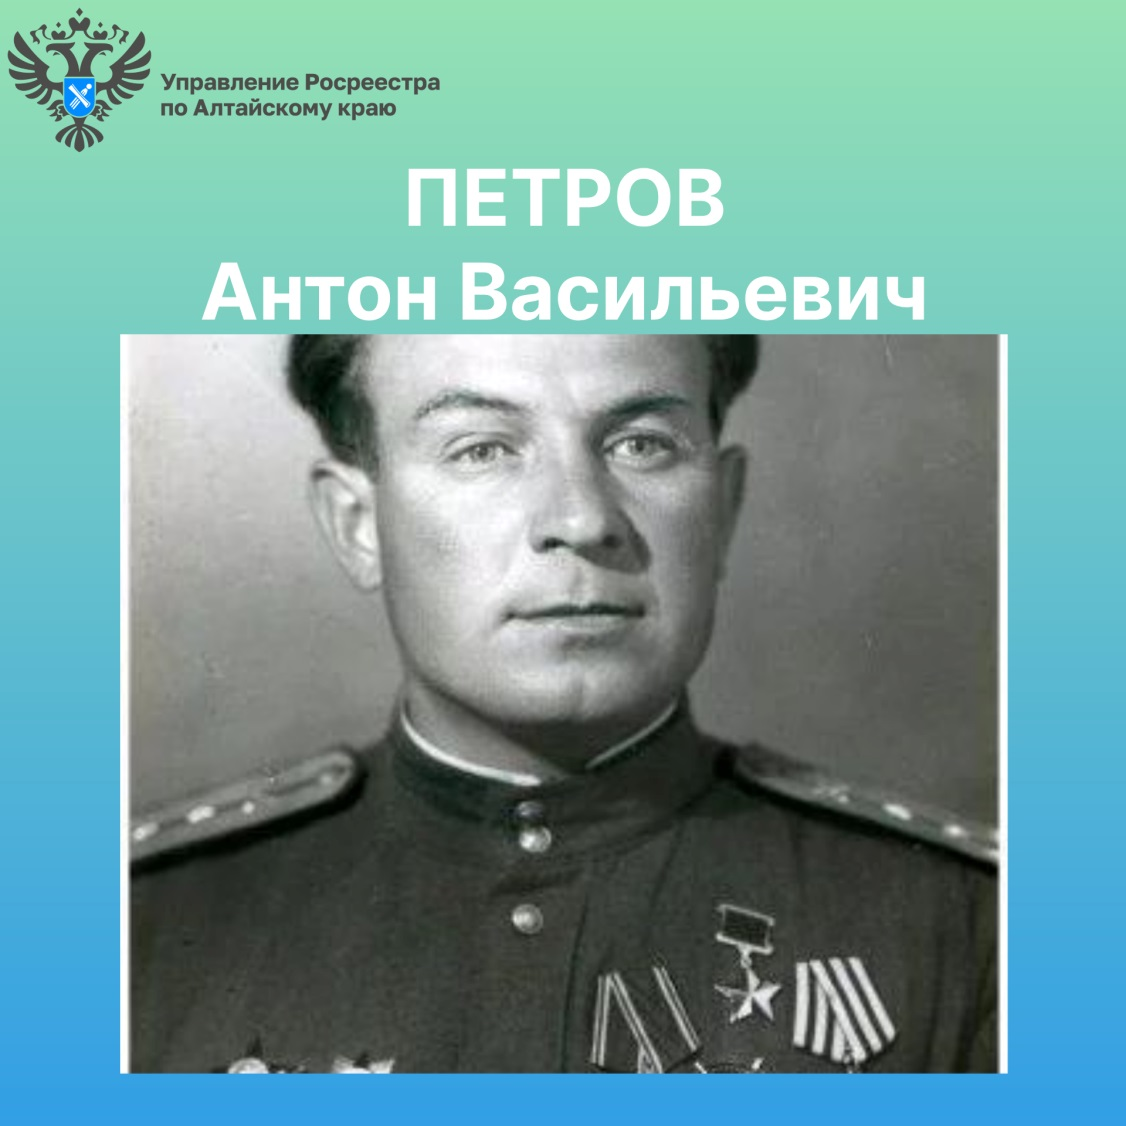 Управление Росреестра
по Алтайскому краю
ПЕТРОВ
Антон Васильевич